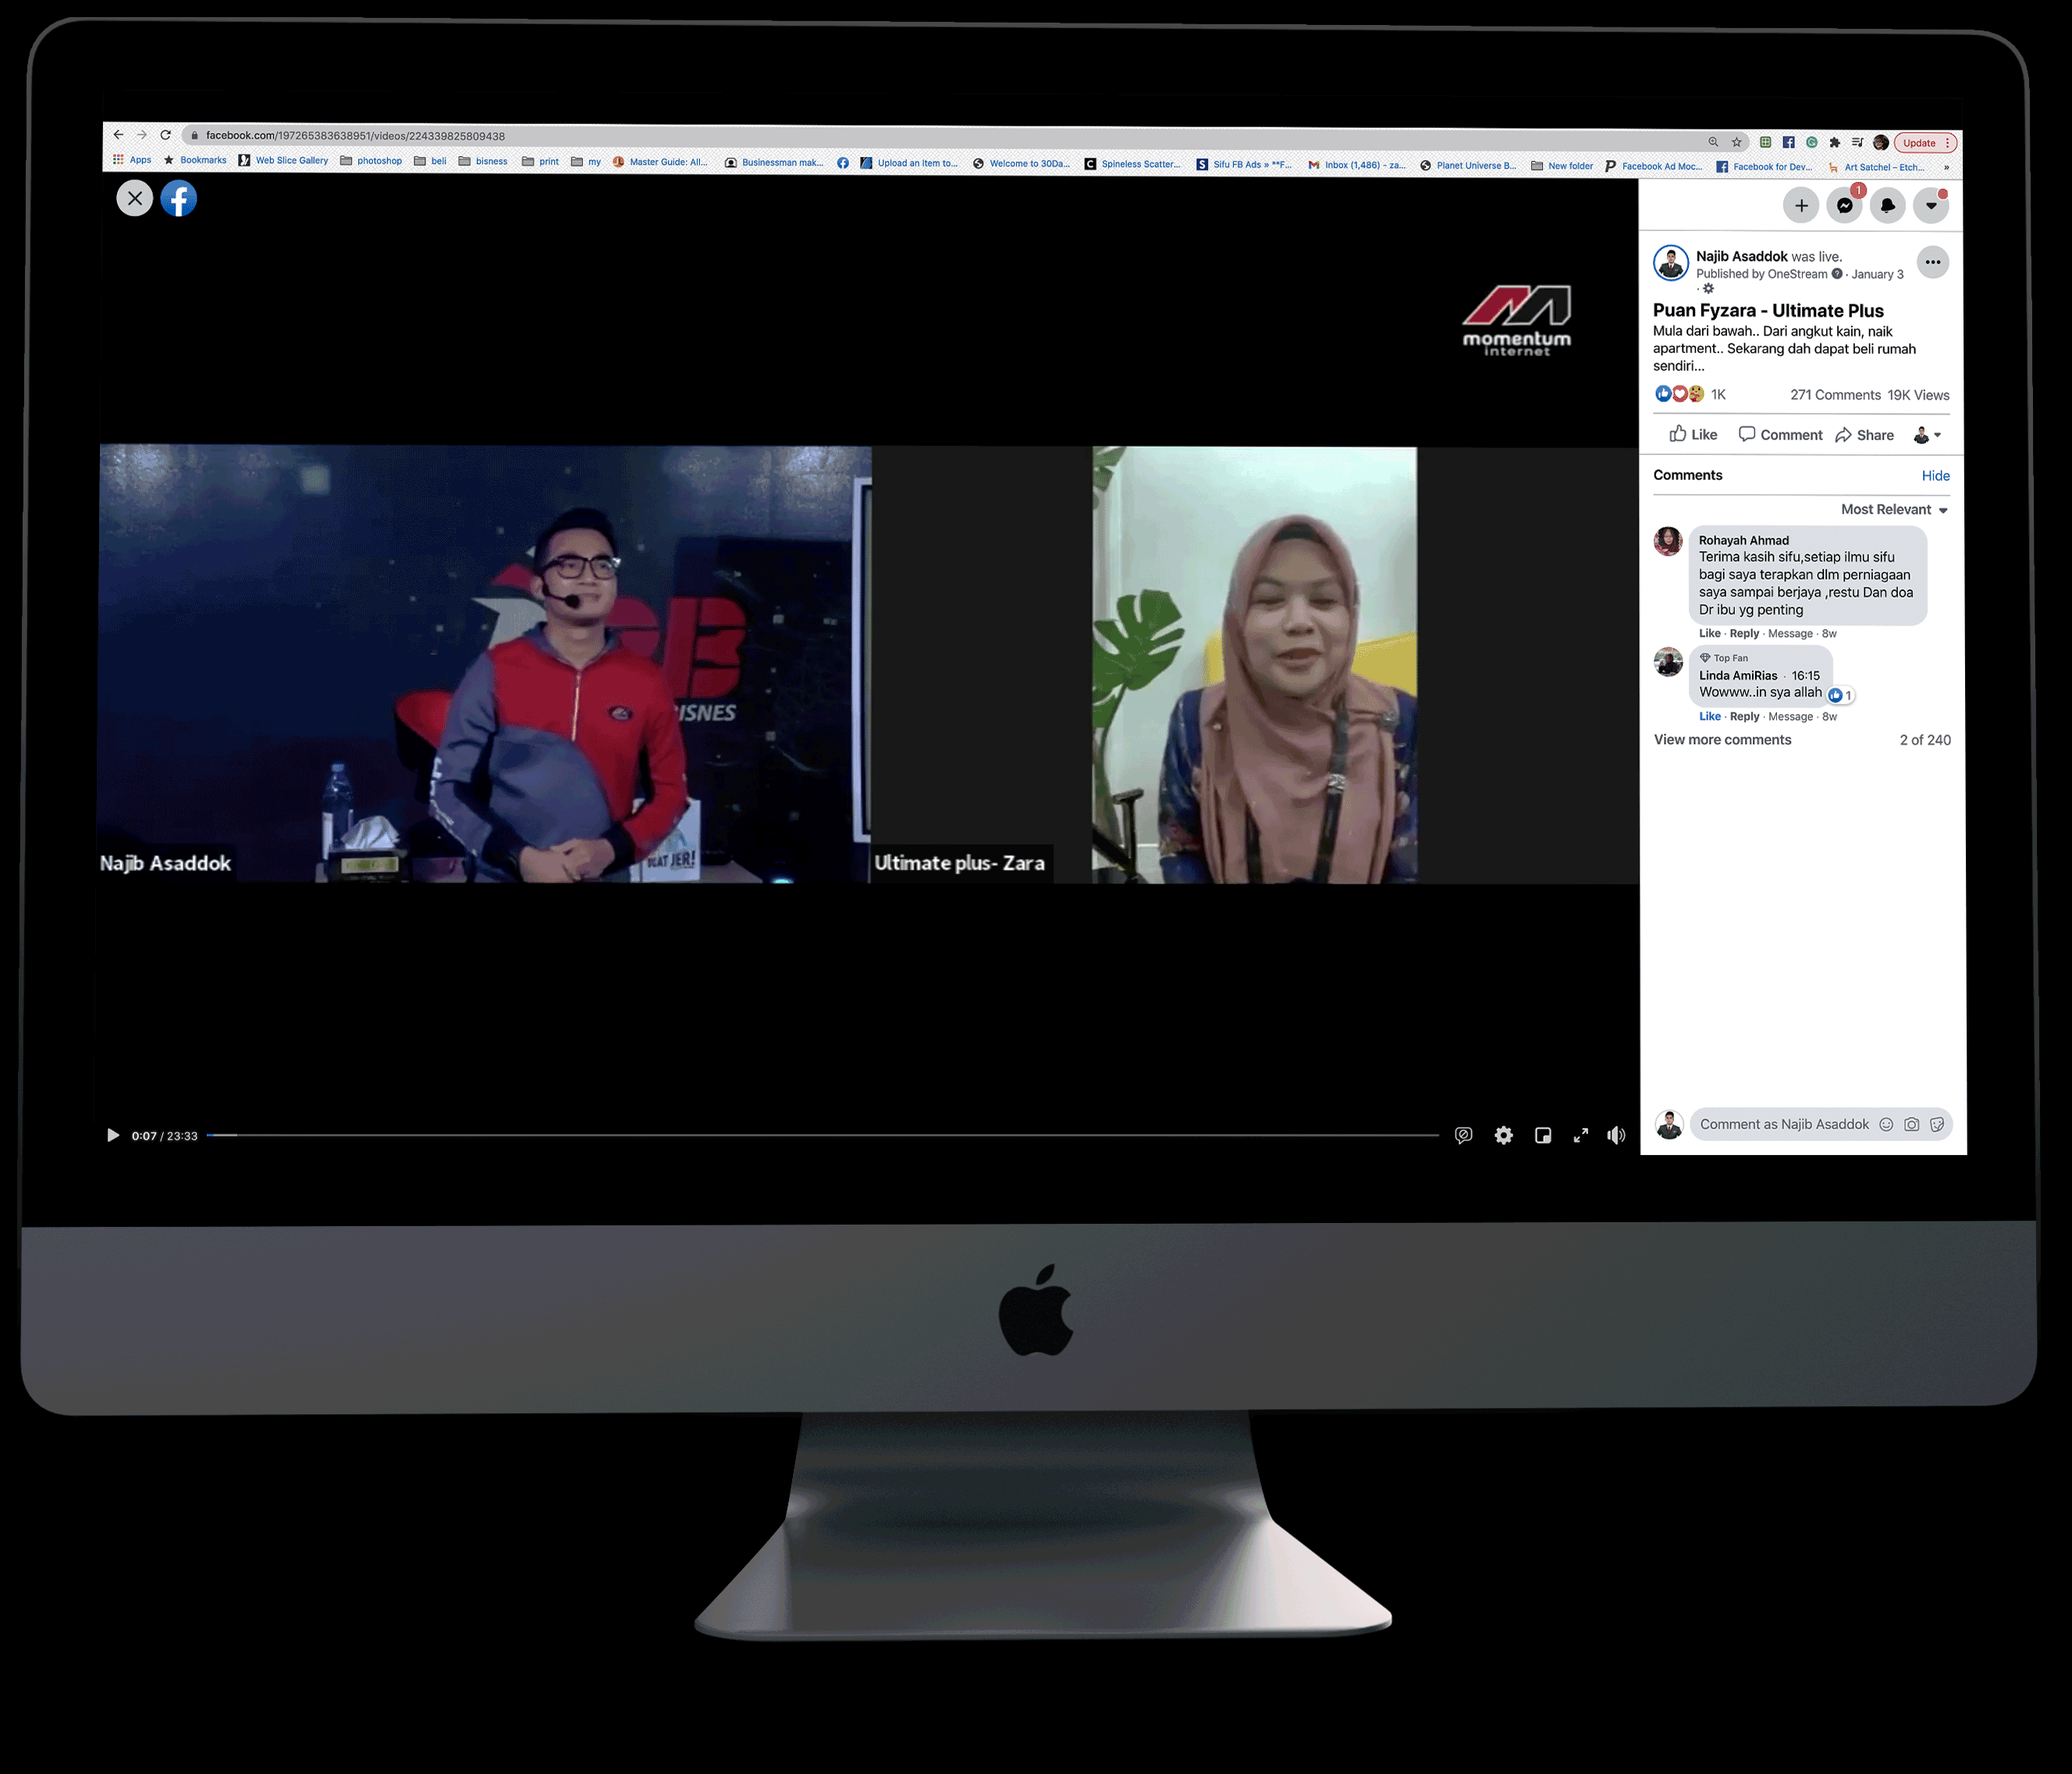 facebook.com/197265383638951/videos/224339825809438
Apps Bookmarks Web Slice Gallery photoshop beli bisness print my Master Guide: All... Businessman mak... Upload an Item to... Welcome to 30Da... Spineless Scatter... Sifu FB Ads » **F... Inbox (1,486) - za... Planet Universe B... New folder Facebook Ad Moc... Facebook for Dev... Art Satchel – Etch... »
Update
1
momentum
internet
BISNES
BUAT JER!
Najib Asaddok
Ultimate plus- Zara
0:07 / 23:33
Najib Asaddok was live.
Published by OneStream · January 3
·
Puan Fyzara - Ultimate Plus
Mula dari bawah.. Dari angkut kain, naik
apartment.. Sekarang dah dapat beli rumah
sendiri...
1K 271 Comments 19K Views
Like Comment Share
Comments Hide
Most Relevant
Rohayah Ahmad
Terima kasih sifu,setiap ilmu sifu
bagi saya terapkan dlm perniagaan
saya sampai berjaya ,restu Dan doa
Dr ibu yg penting
Like · Reply · Message · 8w
Top Fan
Linda AmiRias · 16:15
Wowww..in sya allah 1
Like · Reply · Message · 8w
View more comments 2 of 240
Comment as Najib Asaddok